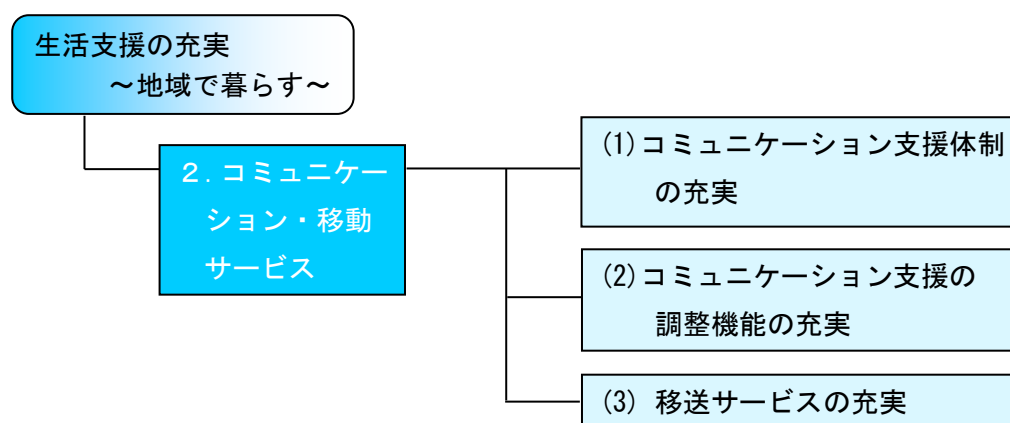 生活支援の充実
～地域で暮らす～
２．コミュニケー
ション・移動
サービス
(1)コミュニケーション支援体制
の充実
(2)コミュニケーション支援の
調整機能の充実
(3) 移送サービスの充実